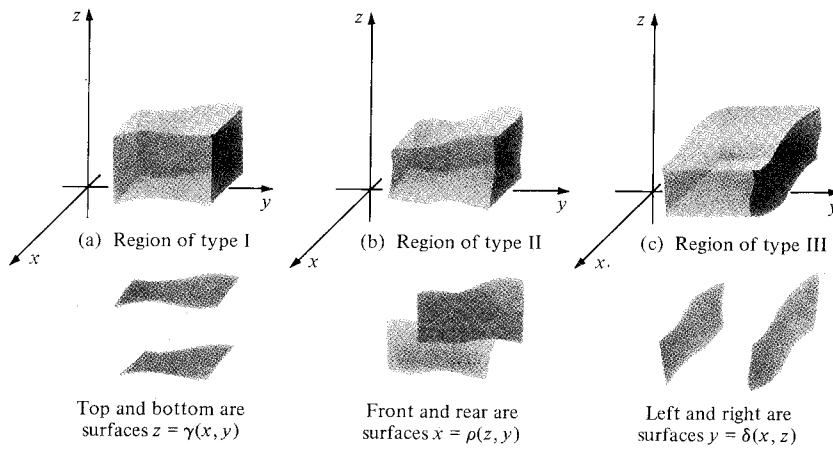 z
z
z
y
y
y
(a) Region of type I
(b) Region of type II
(c) Region of type III
x
x
x.
Top and bottom are
surfaces z = γ(x, y)
Front and rear are
surfaces x = ρ(z, y)
Left and right are
surfaces y = δ(x, z)